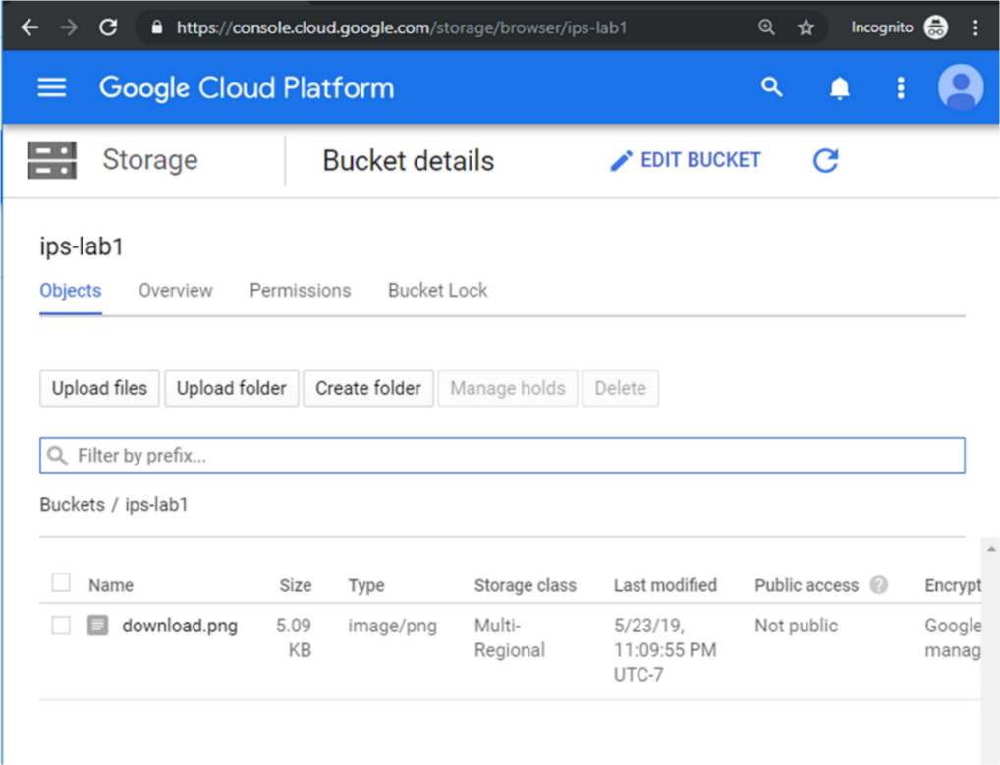 https://console.cloud.google.com/storage/browser/ips-lab1 Incognito
Google Cloud Platform
Storage Bucket details EDIT BUCKET
ips-lab1
Objects Overview Permissions Bucket Lock
Upload files Upload folder Create folder Manage holds Delete
Filter by prefix...
Buckets / ips-lab1
Name Size Type Storage class Last modified Public access ? Encrypt
download.png 5.09 image/png Multi- 5/23/19, Not public Google
KB Regional 11:09:55 PM manag
UTC-7